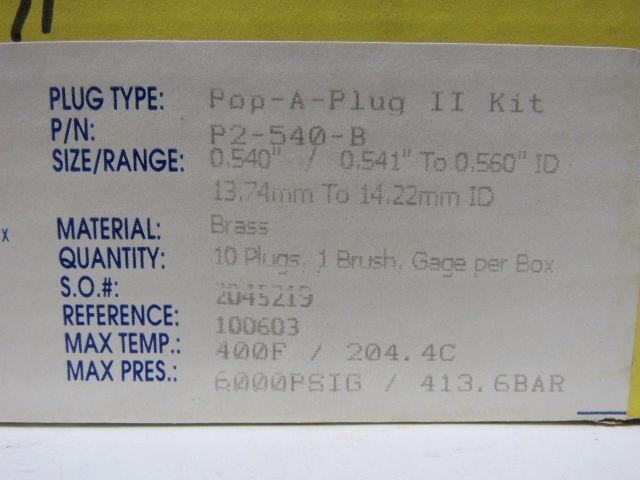 PLUG TYPE: Pop-A-Plug II Kit
P/N: P2-540-B
SIZE/RANGE: 0.540" / 0.541" To 0.560" ID
13.74mm To 14.22mm ID
x
MATERIAL: Brass
QUANTITY: 10 Plugs, 1 Brush, Gage per Box
S.O.#: 2045219
REFERENCE: 100603
MAX TEMP.: 400F / 204.4C
MAX PRES.: 6000PSIG / 413.6BAR